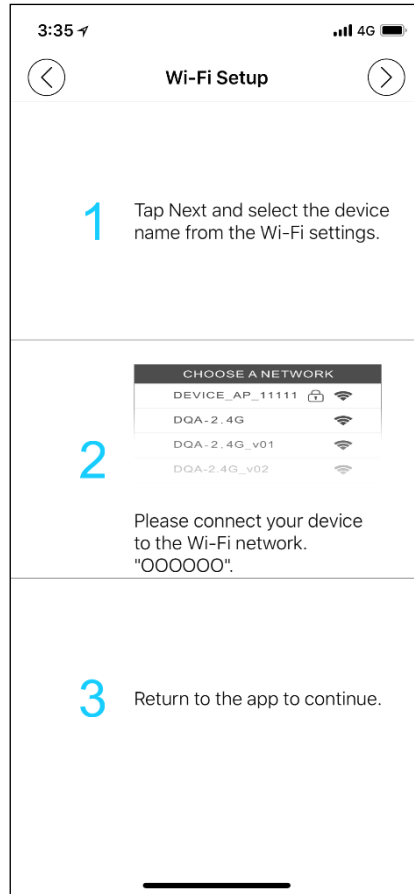 3:35 4G
Wi-Fi Setup
1
Tap Next and select the device
name from the Wi-Fi settings.
CHOOSE A NETWORK
DEVICE_AP_11111
DQA-2.4G
DQA-2.4G_v01
DQA-2.4G_v02
2
Please connect your device
to the Wi-Fi network.
"OOOOOO".
3
Return to the app to continue.